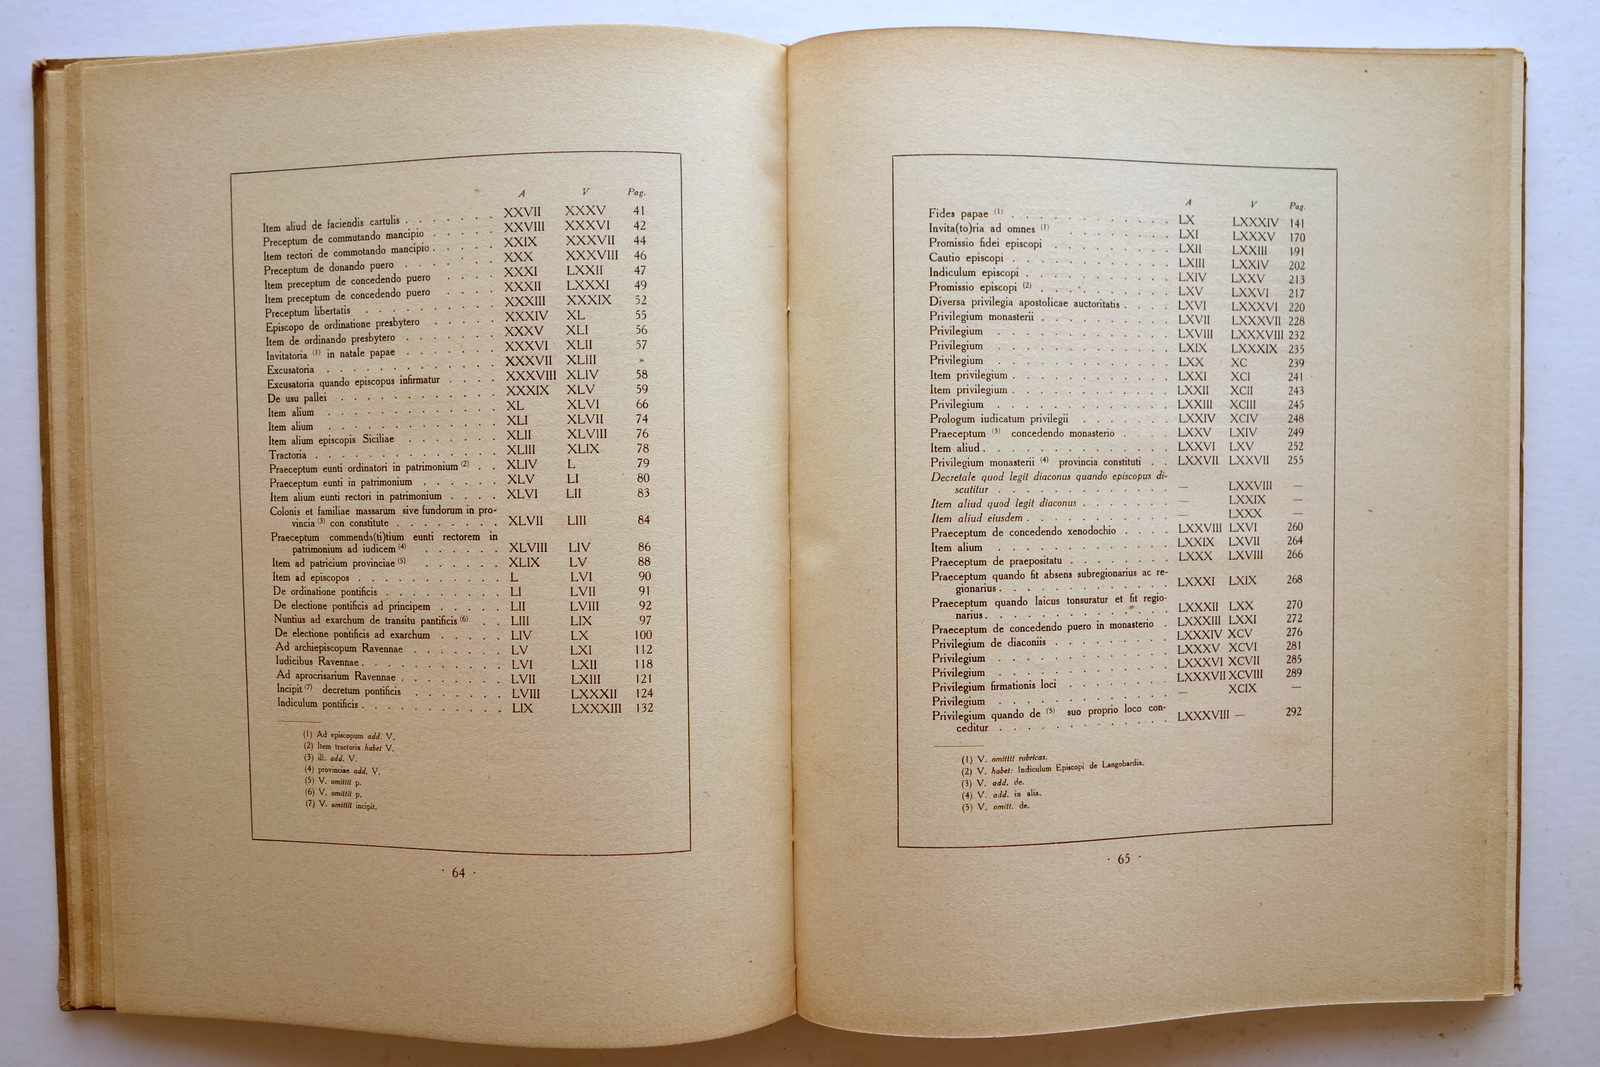 A V Pag.
Item aliud de faciendis cartulis . . . . . . XXVII XXXV 41
Preceptum de commutando mancipio . . . . . XXVIII XXXVI 42
Item rectori de commotando mancipio . . . . . XXIX XXXVII 44
Preceptum de donando puero . . . . . . XXX XXXVIII 46
Item preceptum de concedendo puero . . . . . XXXI LXXII 47
Item preceptum de concedendo puero . . . . . XXXII LXXXI 49
Preceptum libertatis . . . . . . . . . XXXIII XXXIX 52
Episcopo de ordinatione presbytero . . . . . XXXIV XL 55
Item de ordinando presbytero . . . . . . XXXV XLI 56
Invitatoria (1) in natale papae . . . . . . XXXVI XLII 57
Excusatoria . . . . . . . . . . . XXXVII XLIII »
Excusatoria quando episcopus infirmatur . . . . XXXVIII XLIV 58
De usu pallei . . . . . . . . . . XXXIX XLV 59
Item alium . . . . . . . . . . . XL XLVI 66
Item alium . . . . . . . . . . . XLI XLVII 74
Item alium episcopis Siciliae . . . . . . . XLII XLVIII 76
Tractoria . . . . . . . . . . . . XLIII XLIX 78
Praeceptum eunti ordinatori in patrimonium (2) . . XLIV L 79
Praeceptum eunti in patrimonium . . . . . . XLV LI 80
Item alium eunti rectori in patrimonium . . . . XLVI LII 83
Colonis et familiae massarum sive fundorum in pro-
vincia (3) con constitute . . . . . . . . XLVII LIII 84
Praeceptum commenda(ti)tium eunti rectorem in
patrimonium ad iudicem (4) . . . . . . XLVIII LIV 86
Item ad patricium provinciae (5) . . . . . . XLIX LV 88
Item ad episcopos . . . . . . . . . . L LVI 90
De ordinatione pontificis . . . . . . . . LI LVII 91
De electione pontificis ad principem . . . . . LII LVIII 92
Nuntius ad exarchum de transitu pantificis (6) . . LIII LIX 97
De electione pontificis ad exarchum . . . . . LIV LX 100
Ad archiepiscopum Ravennae . . . . . . . LV LXI 112
Iudicibus Ravennae . . . . . . . . . . LVI LXII 118
Ad aprocrisarium Ravennae . . . . . . . . LVII LXIII 121
Incipit (7) decretum pontificis . . . . . . . LVIII LXXXII 124
Indiculum pontificis . . . . . . . . . . LIX LXXXIII 132
(1) Ad episcopum add. V.
(2) Item tractoria habet V.
(3) ill. add. V.
(4) provinciae add. V.
(5) V. omittit p.
(6) V. omittit p.
(7) V. omittit incipit.
· 64 ·
A V Pag.
Fides papae (1) . . . . . . . . . . . LX LXXXIV 141
Invita(to)ria ad omnes (1) . . . . . . . . LXI LXXXV 170
Promissio fidei episcopi . . . . . . . . . LXII LXXIII 191
Cautio episcopi . . . . . . . . . . . LXIII LXXIV 202
Indiculum episcopi . . . . . . . . . . LXIV LXXV 213
Promissio episcopi (2) . . . . . . . . . LXV LXXVI 217
Diversa privilegia apostolicae auctoritatis . . . . LXVI LXXXVI 220
Privilegium monasterii . . . . . . . . . LXVII LXXXVII 228
Privilegium . . . . . . . . . . . . LXVIII LXXXVIII 232
Privilegium . . . . . . . . . . . . LXIX LXXXIX 235
Privilegium . . . . . . . . . . . . LXX XC 239
Item privilegium . . . . . . . . . . . LXXI XCI 241
Item privilegium . . . . . . . . . . . LXXII XCII 243
Privilegium . . . . . . . . . . . . LXXIII XCIII 245
Prologum iudicatum privilegii . . . . . . . LXXIV XCIV 248
Praeceptum (3) concedendo monasterio . . . . LXXV LXIV 249
Item aliud . . . . . . . . . . . . . LXXVI LXV 252
Privilegium monasterii (4) provincia constituti . . LXXVII LXXVII 255
Decretale quod legit diaconus quando episcopus di-
scutitur . . . . . . . . . . . . — LXXVIII —
Item aliud quod legit diaconus . . . . . . . — LXXIX —
Item aliud eiusdem . . . . . . . . . . — LXXX —
Praeceptum de concedendo xenodochio . . . . LXXVIII LXVI 260
Item alium . . . . . . . . . . . . LXXIX LXVII 264
Praeceptum de praepositatu . . . . . . . . LXXX LXVIII 266
Praeceptum quando fit absens subregionarius ac re-
gionarius . . . . . . . . . . . . LXXXI LXIX 268
Praeceptum quando laicus tonsuratur et fit regio-
narius . . . . . . . . . . . . . LXXXII LXX 270
Praeceptum de concedendo puero in monasterio . LXXXIII LXXI 272
Privilegium de diaconiis . . . . . . . . . LXXXIV XCV 276
Privilegium . . . . . . . . . . . . LXXXV XCVI 281
Privilegium . . . . . . . . . . . . LXXXVI XCVII 285
Privilegium firmationis loci . . . . . . . . LXXXVII XCVIII 289
Privilegium . . . . . . . . . . . . — XCIX —
Privilegium quando de (5) suo proprio loco con-
ceditur . . . . . . . . . . . . LXXXVIII — 292
(1) V. omittit rubricas.
(2) V. habet: Indiculum Episcopi de Langobardia.
(3) V. add. de.
(4) V. add. in alia.
(5) V. omitt. de.
· 65 ·